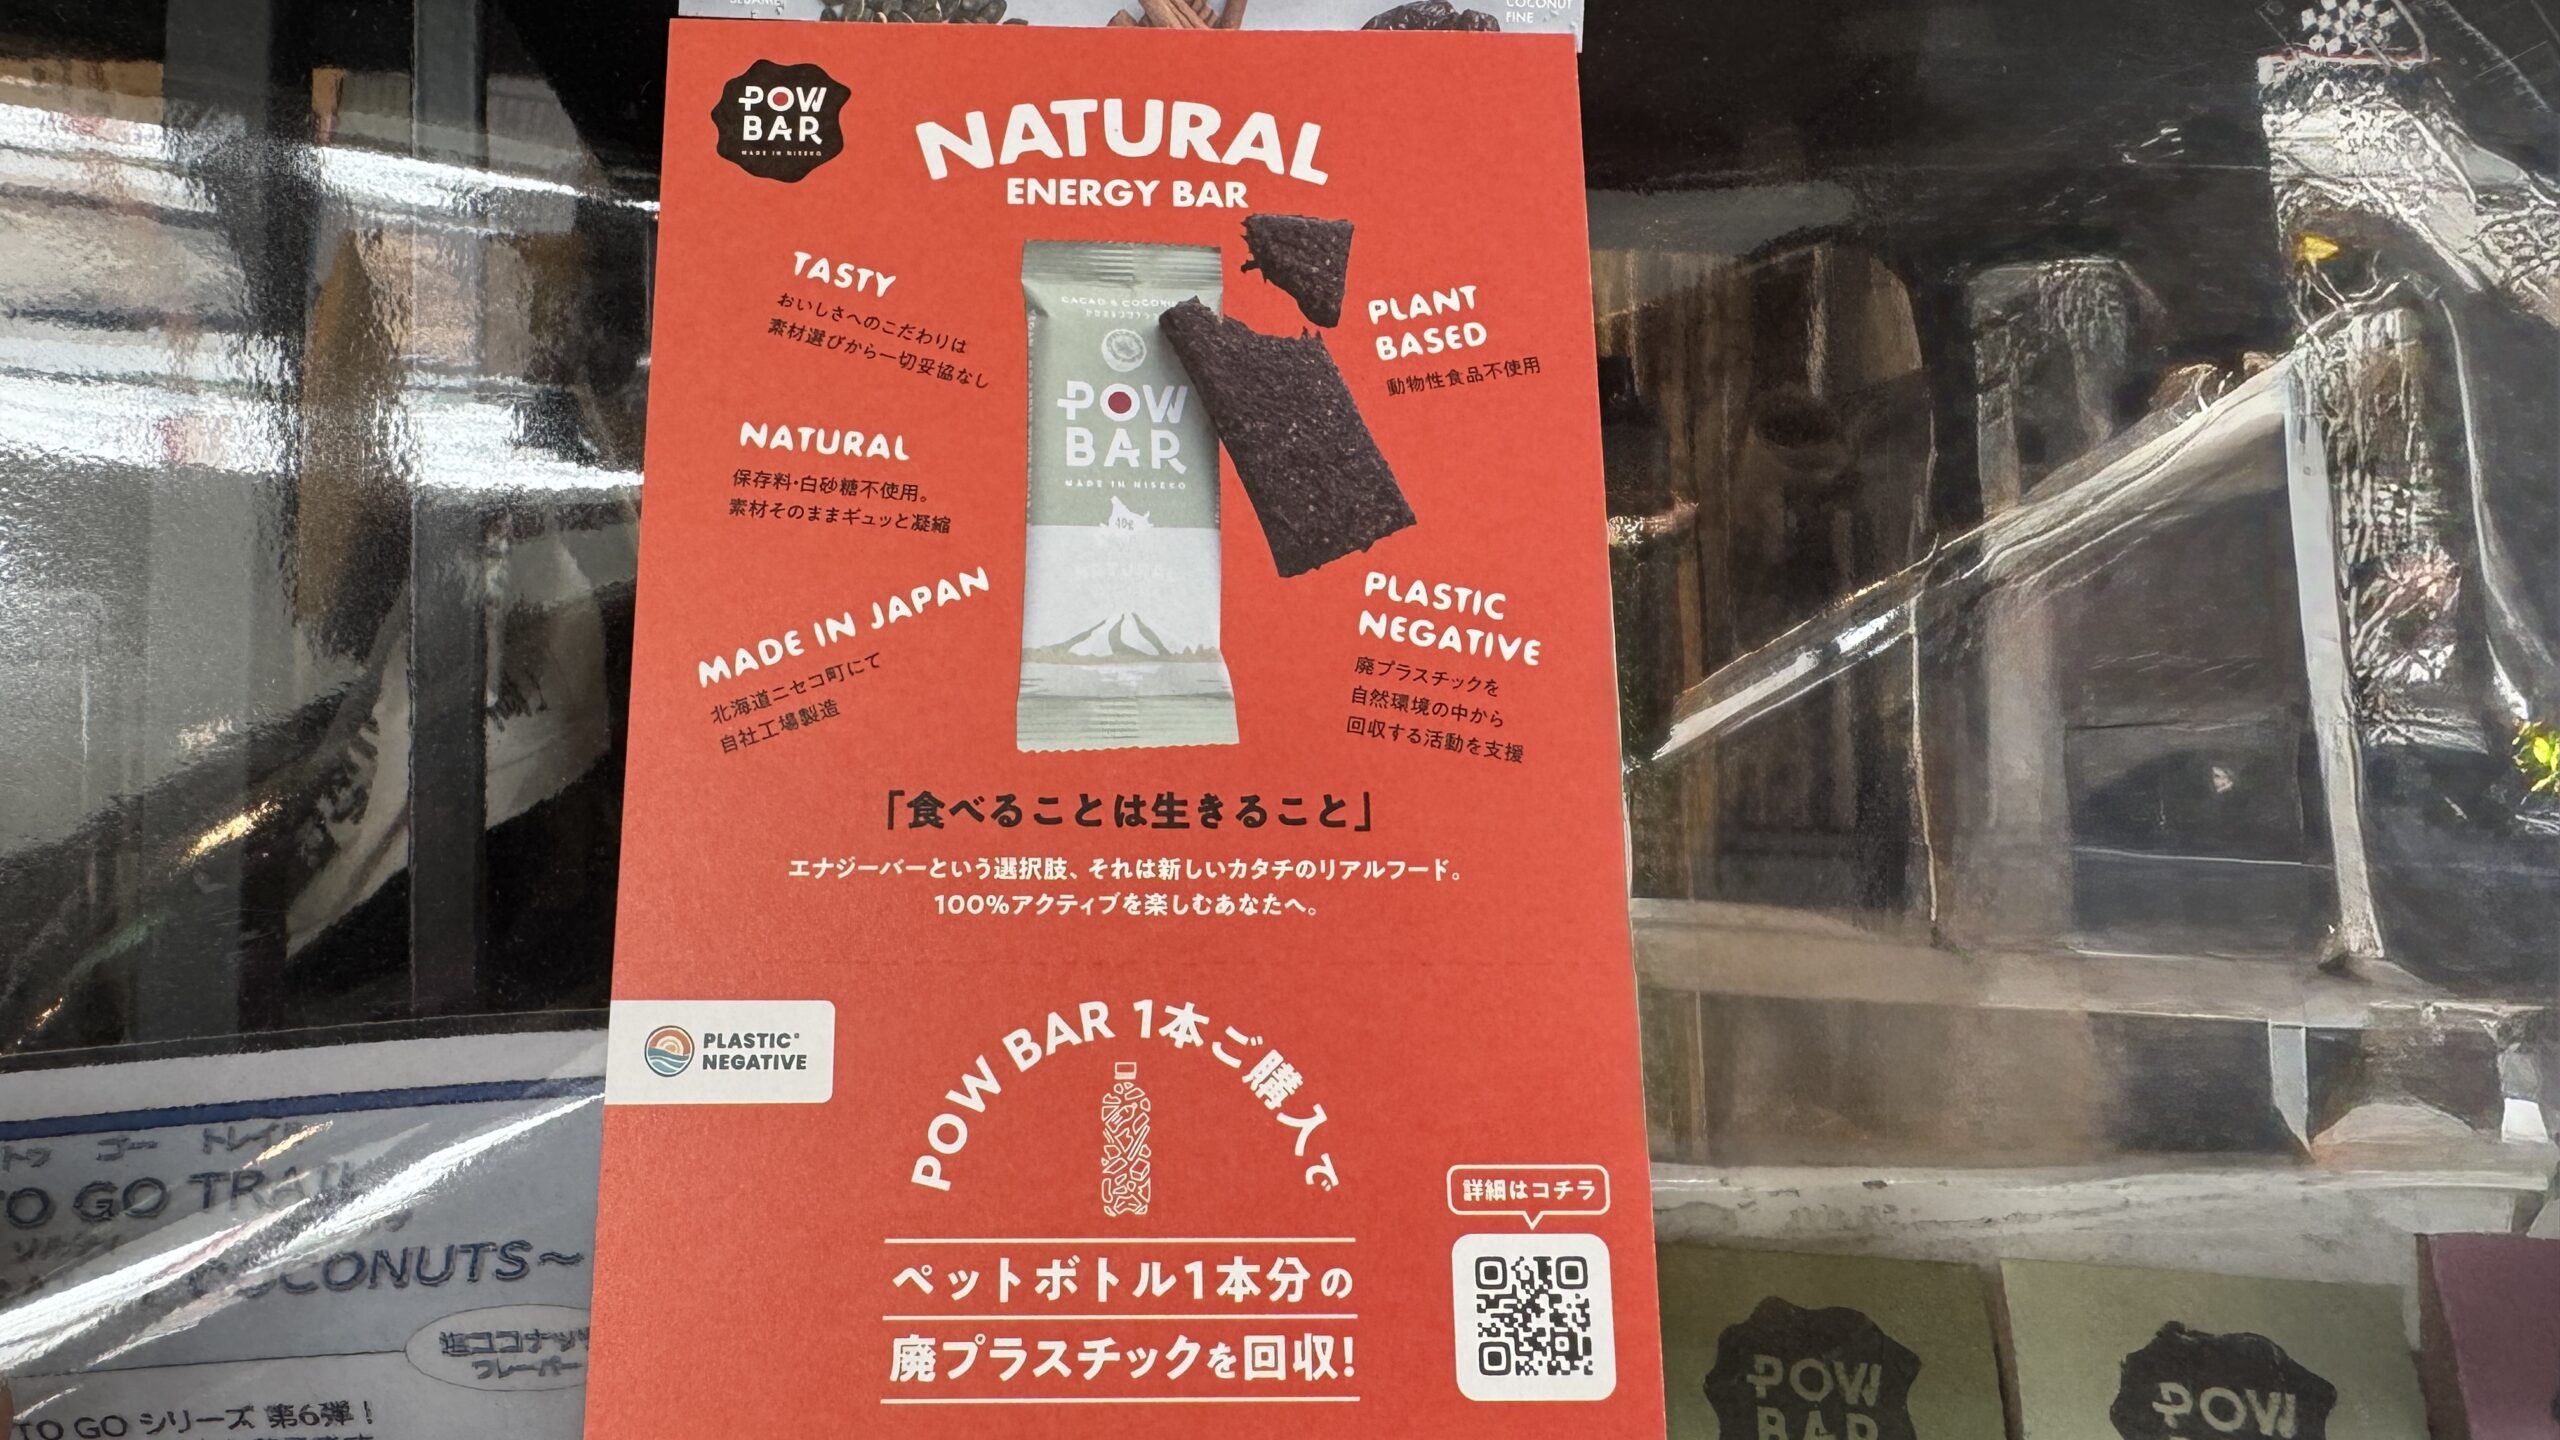 SESAME
COCONUT
FINE
POW
BAR
MADE IN NISEKO
NATURAL
ENERGY BAR
TASTY
おいしさへのこだわりは
素材選びから一切妥協なし
NATURAL
保存料・白砂糖不使用。
素材そのままギュッと凝縮
MADE IN JAPAN
北海道ニセコ町にて
自社工場製造
CACAO & COCONU
POW
BAR
MADE IN NISEKO
40g
PLANT
BASED
動物性食品不使用
PLASTIC
NEGATIVE
廃プラスチックを
自然環境の中から
回収する活動を支援
「食べることは生きること」
エナジーバーという選択肢、それは新しいカタチのリアルフード。
100%アクティブを楽しむあなたへ。
PLASTIC
NEGATIVE
POW BAR 1本ご購入で
ペットボトル1本分の
廃プラスチックを回収!
詳細はコチラ
トゥ ゴー トレイ
TO GO TRAIL
COCONUTS~
塩ココナッツ
フレーバー
TO GO シリーズ 第6弾!
POW
BAR
POW